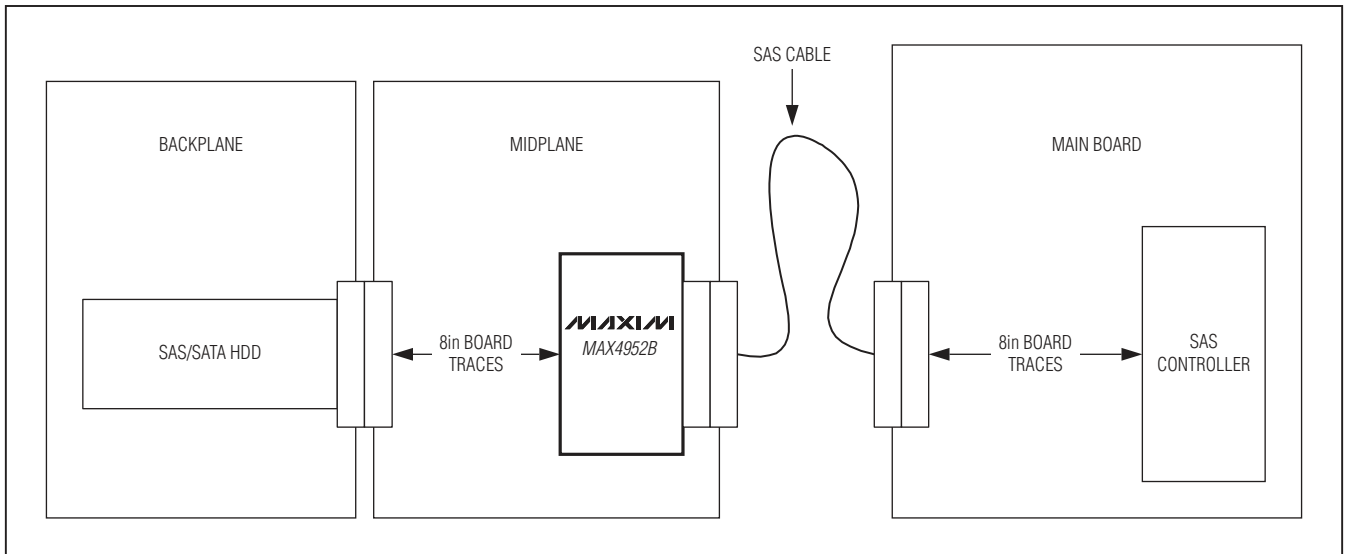 SAS CABLE
BACKPLANE
MIDPLANE
MAIN BOARD
SAS/SATA HDD
8in BOARD
TRACES
MAXIM
MAX4952B
8in BOARD
TRACES
SAS
CONTROLLER